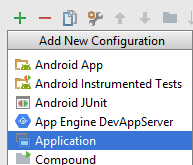 Add New Configuration
Android App
Android Instrumented Tests
Android JUnit
App Engine DevAppServer
Application
Compound